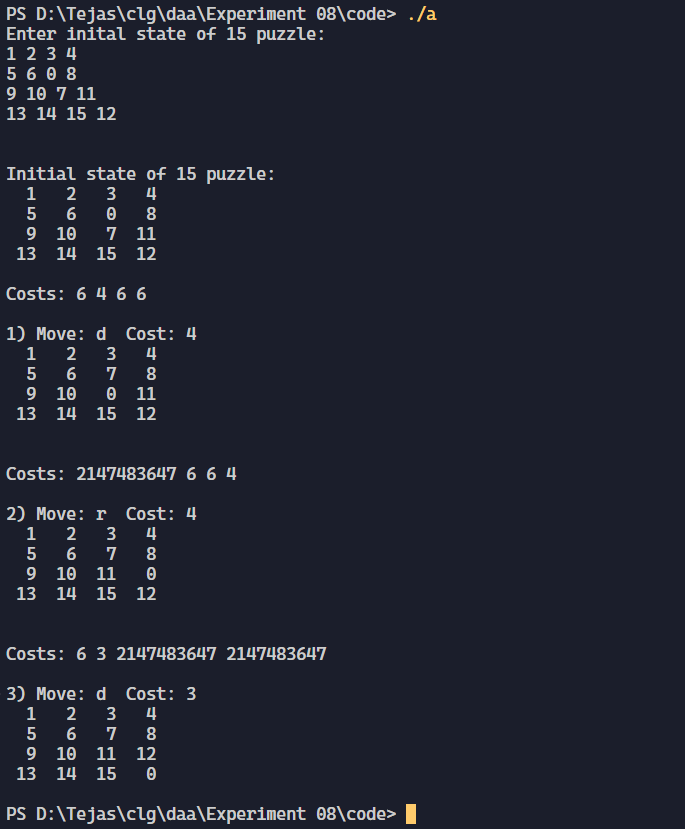 PS D:\Tejas\clg\daa\Experiment 08\code> ./a
Enter inital state of 15 puzzle:
1 2 3 4
5 6 0 8
9 10 7 11
13 14 15 12
Initial state of 15 puzzle:
1 2 3 4
5 6 0 8
9 10 7 11
13 14 15 12
Costs: 6 4 6 6
1) Move: d Cost: 4
1 2 3 4
5 6 7 8
9 10 0 11
13 14 15 12
Costs: 2147483647 6 6 4
2) Move: r Cost: 4
1 2 3 4
5 6 7 8
9 10 11 0
13 14 15 12
Costs: 6 3 2147483647 2147483647
3) Move: d Cost: 3
1 2 3 4
5 6 7 8
9 10 11 12
13 14 15 0
PS D:\Tejas\clg\daa\Experiment 08\code>